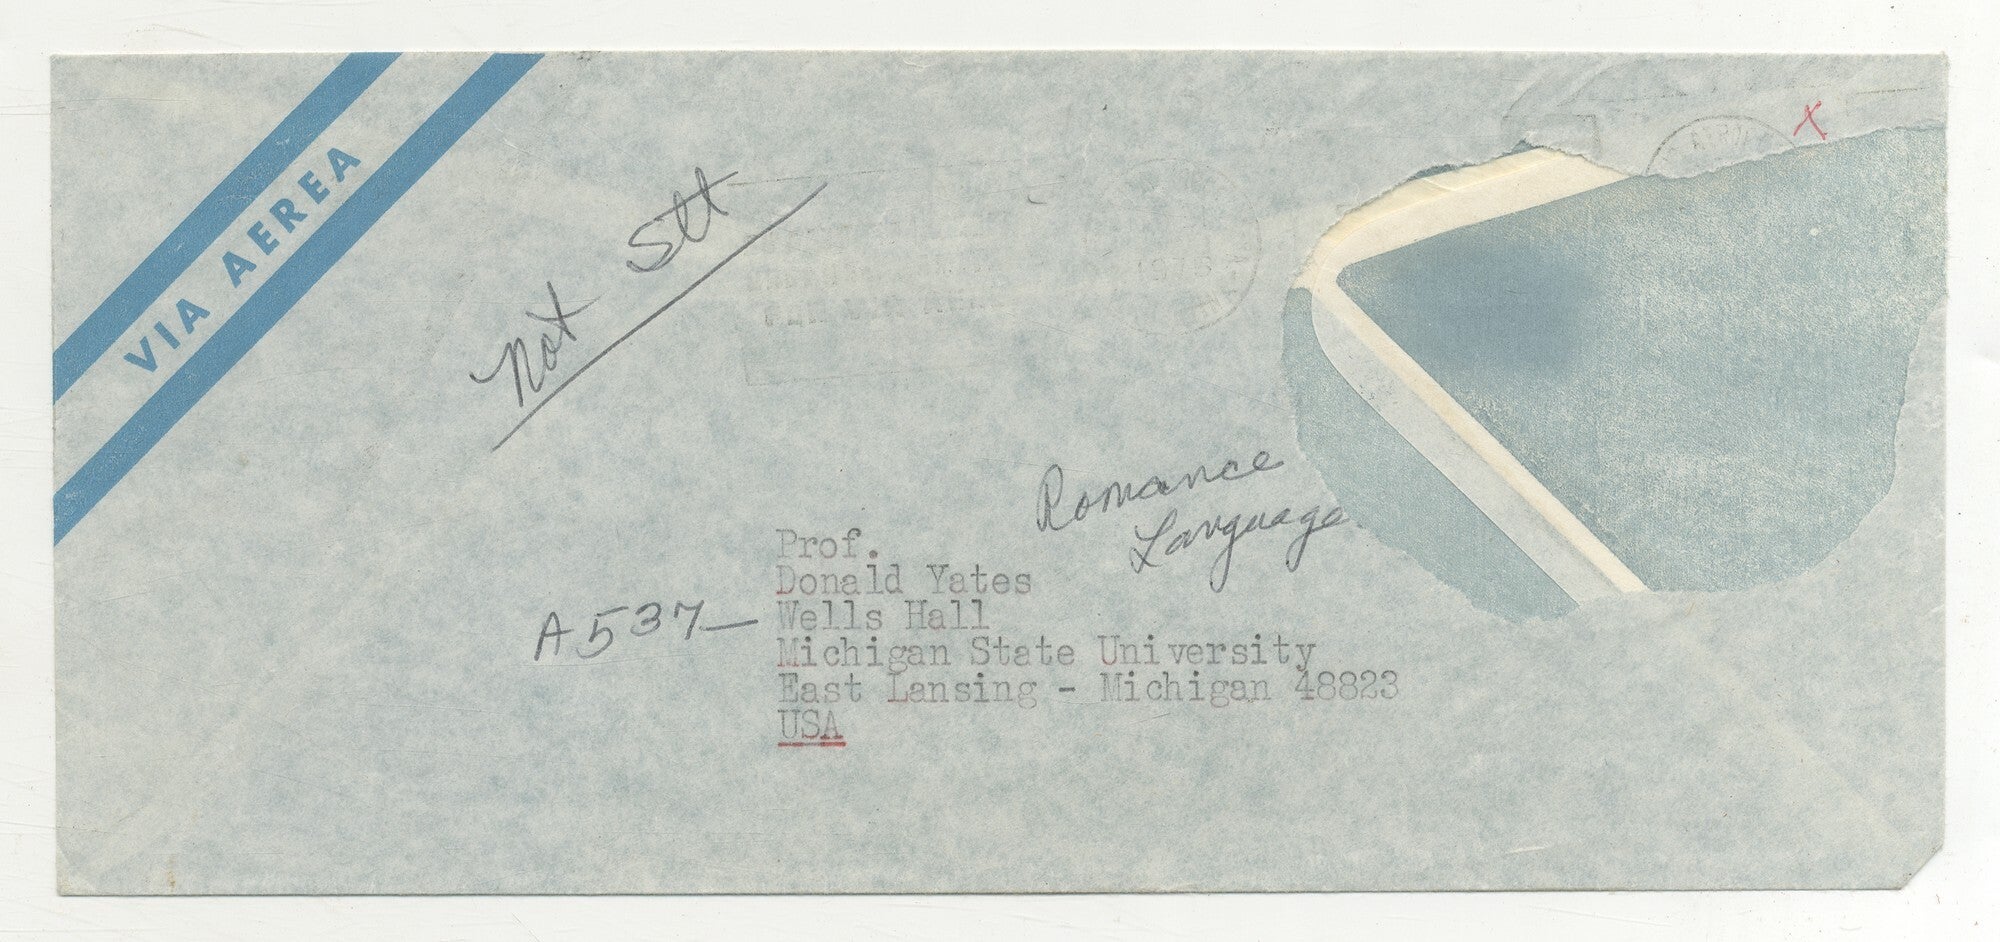 VIA AEREA
Not Stt
1976
Romance
Language
Prof.
Donald Yates
A537— Wells Hall
Michigan State University
East Lansing - Michigan 48823
USA
X